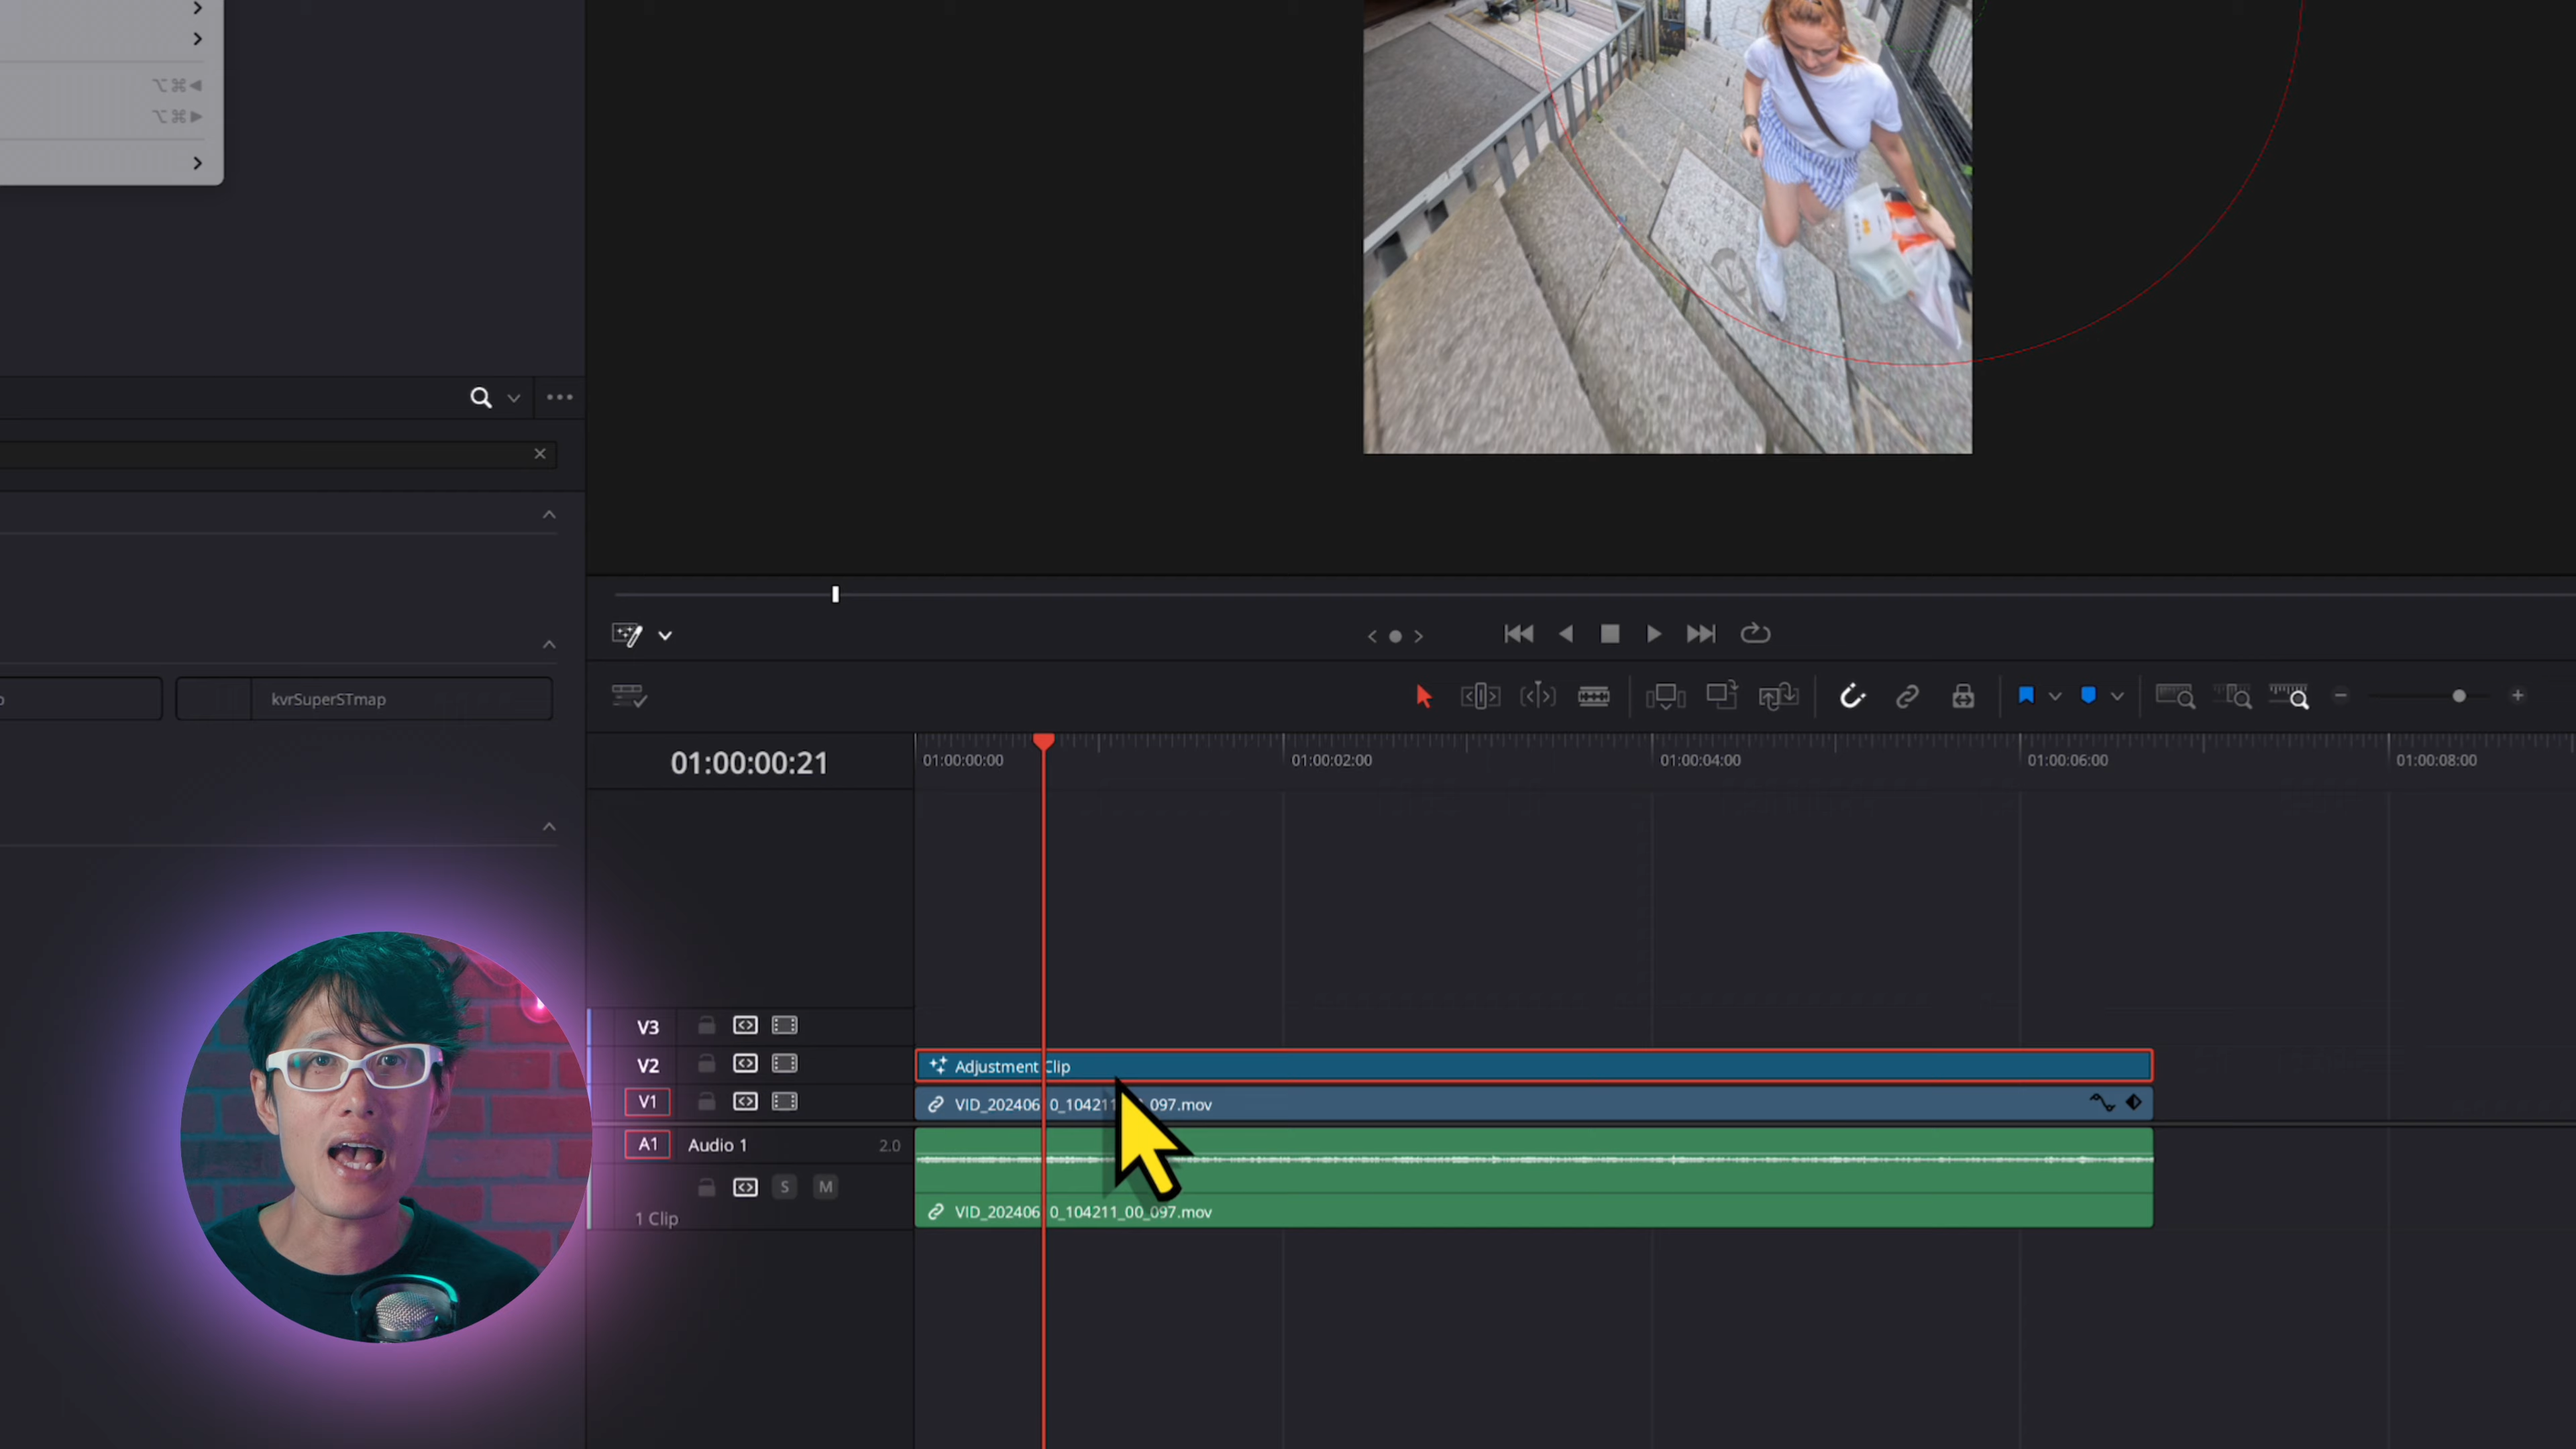 ⌥⌘◀
⌥⌘▶
kvrSuperSTmap
01:00:00:21
01:00:00:00
01:00:02:00
01:00:04:00
01:00:06:00
01:00:08:00
V3
V2
Adjustment Clip
V1
VID_202406 0_104211 097.mov
A1 Audio 1 2.0
S M
1 Clip
VID_202406 0_104211_00_097.mov